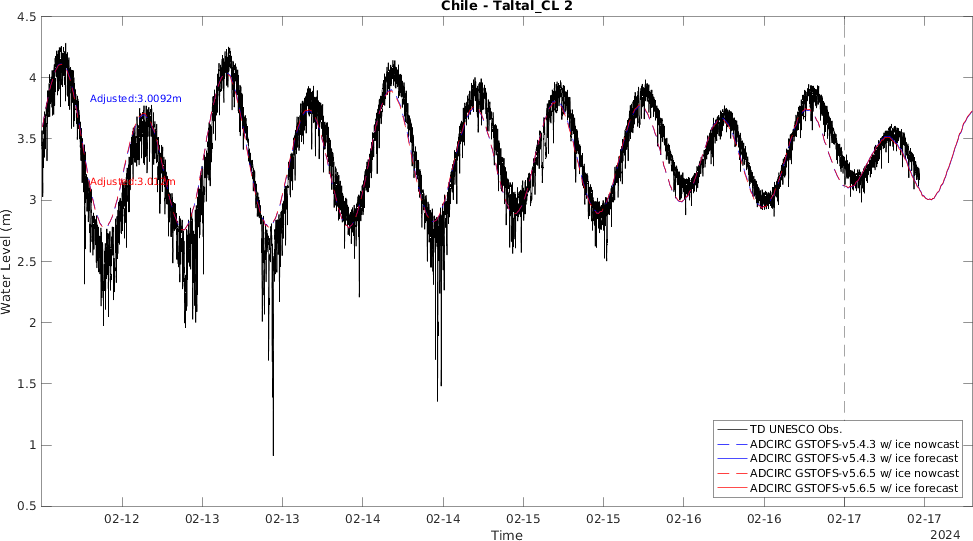 Chile - Taltal_CL 2
4.5
4
3.5
3
2.5
2
1.5
1
0.5
Water Level (m)
Adjusted:3.0092m
TD UNESCO Obs.
ADCIRC GSTOFS-v5.4.3 w/ ice nowcast
ADCIRC GSTOFS-v5.4.3 w/ ice forecast
ADCIRC GSTOFS-v5.6.5 w/ ice nowcast
ADCIRC GSTOFS-v5.6.5 w/ ice forecast
02-12 02-13 02-13 02-14 02-14 02-15 02-15 02-16 02-16 02-17 02-17
Time
2024